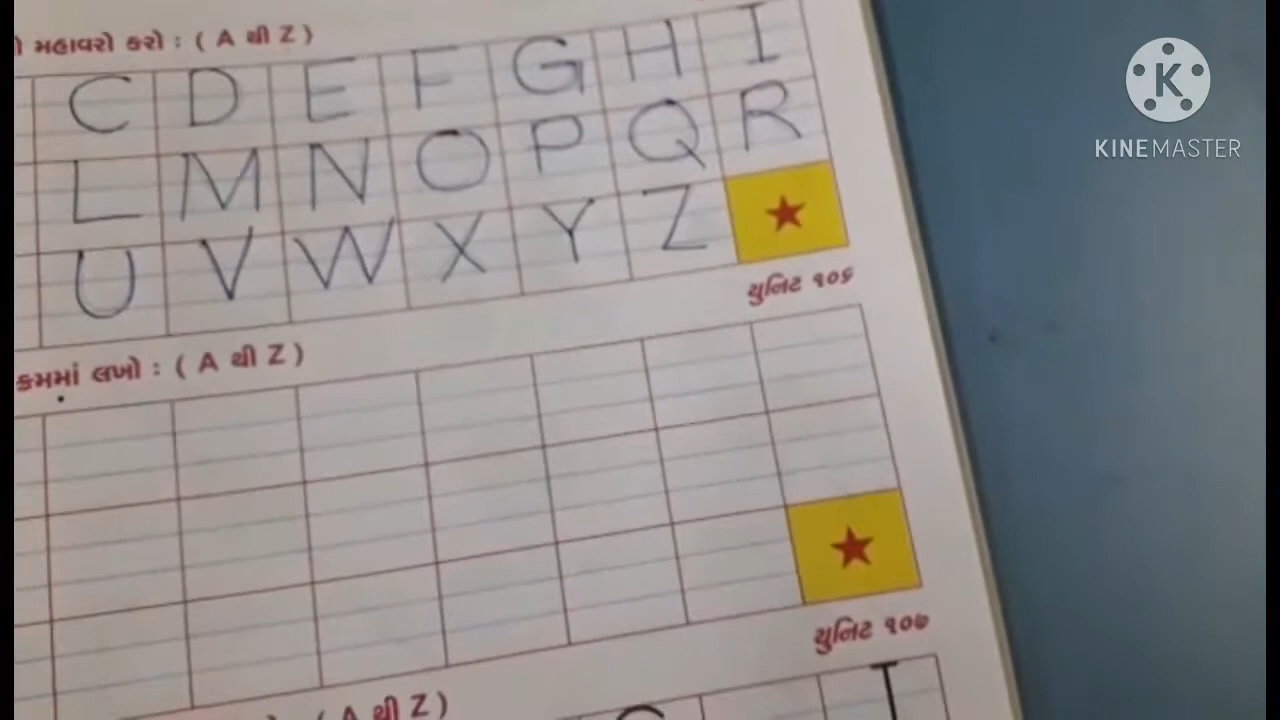 મહાવરો કરો : ( A થી Z )
C D E F G H I
L M N O P Q R
U V W X Y Z
યુનિટ ૧૦૬
ક્રમમાં લખો : ( A થી Z )
યુનિટ ૧૦૭
( A થી Z )
I
K
KINEMASTER